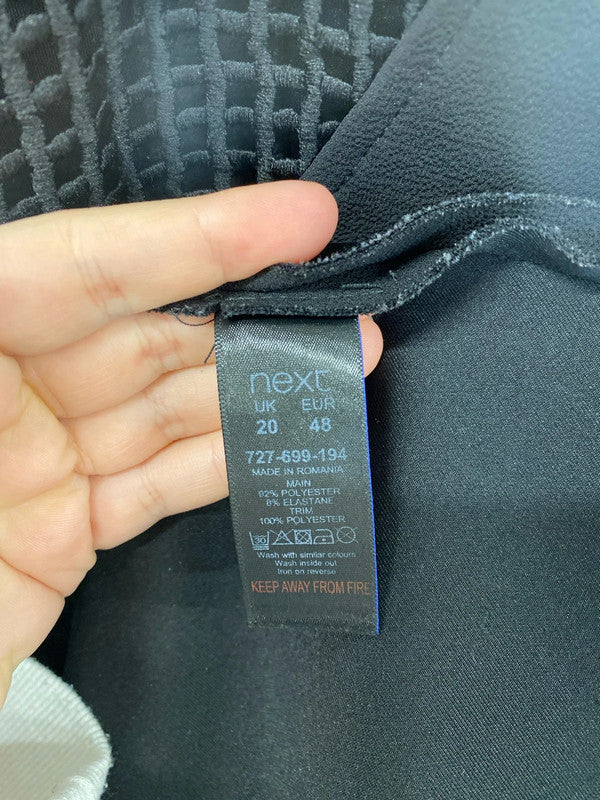 next
UK EUR
20 48
727-699-194
MADE IN ROMANIA
MAIN
92% POLYESTER
8% ELASTANE
TRIM
100% POLYESTER
30
Wash with similar colours
Wash inside out
Iron on reverse
KEEP AWAY FROM FIRE